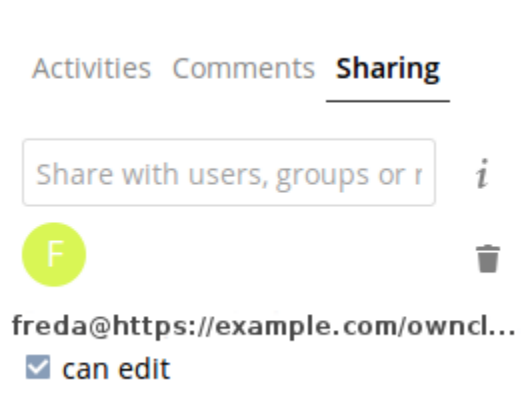 Activities Comments Sharing
Share with users, groups or r
i
F
freda@https://example.com/owncl...
can edit